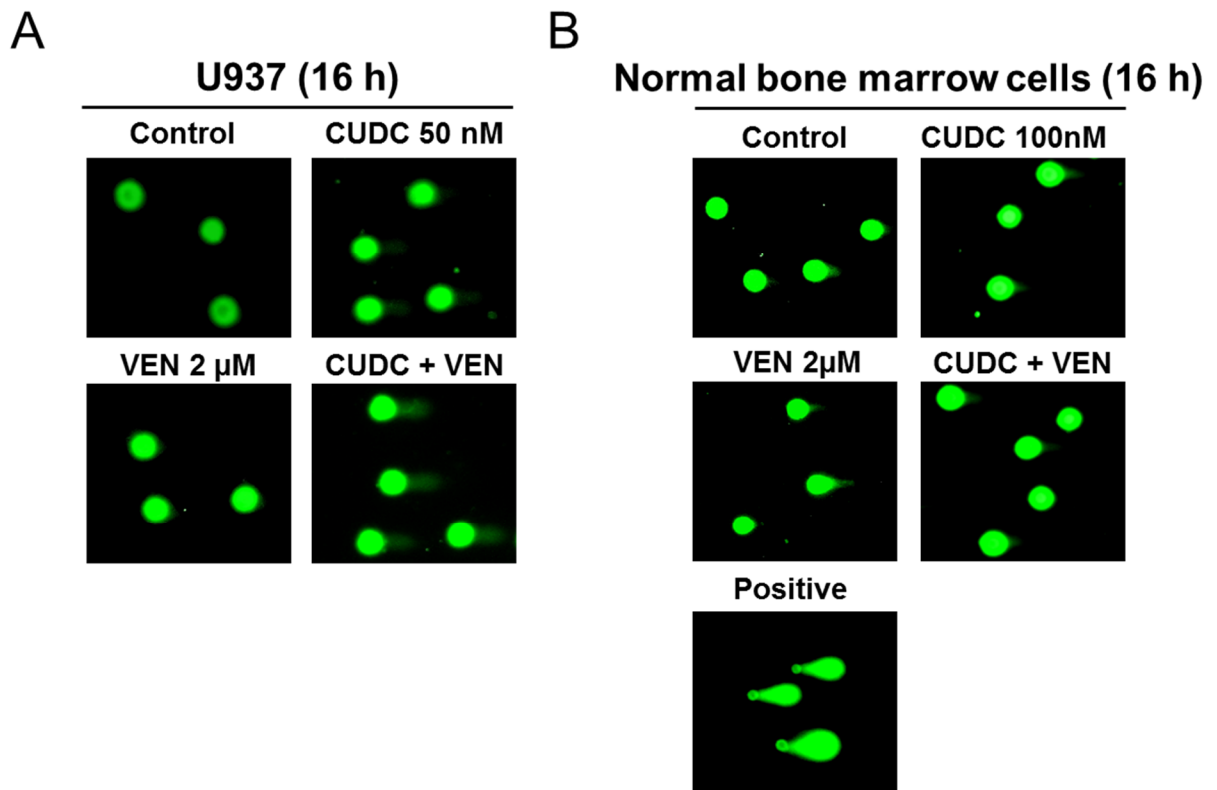 A
U937 (16 h)
Control
CUDC 50 nM
VEN 2 µM
CUDC + VEN
B
Normal bone marrow cells (16 h)
Control
CUDC 100nM
VEN 2µM
CUDC + VEN
Positive